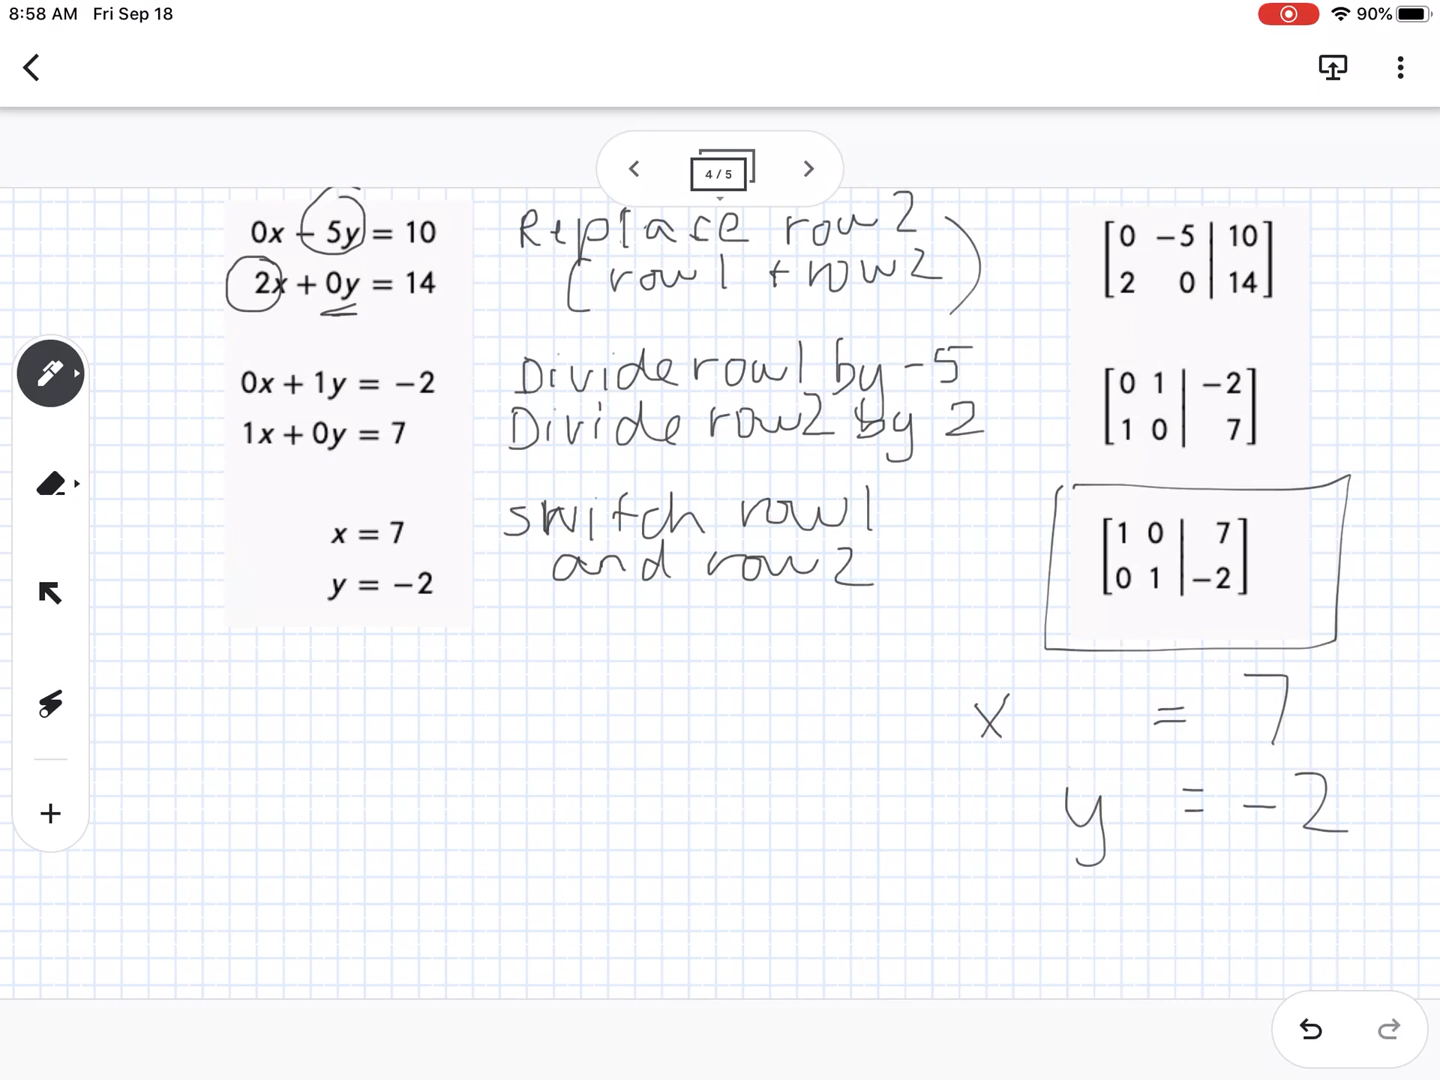 8:58 AM Fri Sep 18
90%
4 / 5
0x – 5y = 10
2x + 0y = 14
Replace row 2
(row 1 + row 2)
[0 –5 | 10]
[2 0 | 14]
0x + 1y = –2
1x + 0y = 7
Divide row 1 by -5
Divide row 2 by 2
[0 1 | –2]
[1 0 | 7]
x = 7
y = –2
switch row 1
and row 2
[1 0 | 7]
[0 1 | –2]
x = 7
y = -2